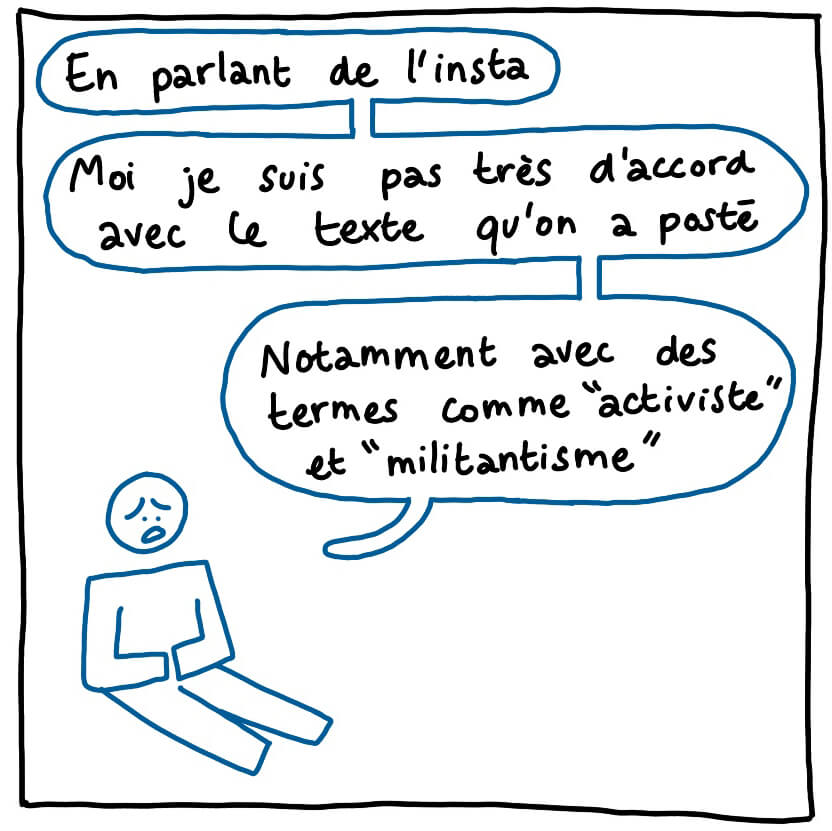 En parlant de l'insta
Moi je suis pas très d'accord
avec le texte qu'on a posté
Notamment avec des
termes comme “activiste”
et “militantisme”